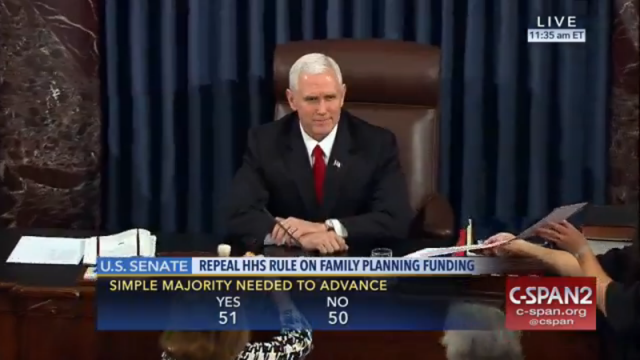 LIVE
11:35 am ET
U.S. SENATE REPEAL HHS RULE ON FAMILY PLANNING FUNDING
SIMPLE MAJORITY NEEDED TO ADVANCE
YES NO
51 50
C-SPAN2
c-span.org
@cspan